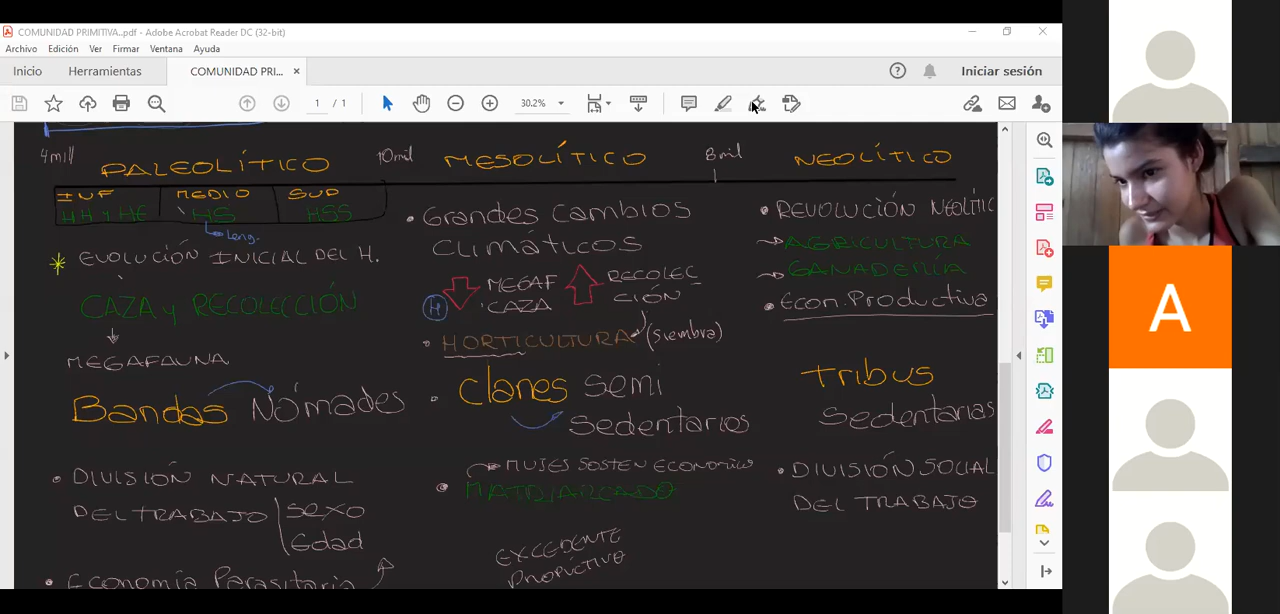 COMUNIDAD PRIMITIVA..pdf - Adobe Acrobat Reader DC (32-bit)
Archivo Edición Ver Firmar Ventana Ayuda
Inicio Herramientas COMUNIDAD PRI... × Iniciar sesión
1 / 1 30.2%
4mill PALEOLÍTICO 10mil MESOLÍTICO 8mil NEOLÍTICO
INF MEDIO SUP
HH y HE HS HSS
Leng.
EVOLUCIÓN INICIAL DEL H.
CAZA y RECOLECCIÓN
MEGAFAUNA
Bandas Nómades
• DIVISIÓN NATURAL
DEL TRABAJO Sexo
Edad
• Economía Parasitaria
• Grandes Cambios
Climáticos
MEGAF RECOLEC
H CAZA CIÓN
• HORTICULTURA (siembra)
• Clanes semi
Sedentarios
MUJES SOSTEN ECONOMICO
• MATRIARCADO
EXCEDENTE
PRODUCTIVO
• REVOLUCIÓN NEOLÍTIC
AGRICULTURA
GANADERÍA
• Econ. Productiva
Tribus
Sedentarias
• DIVISIÓN SOCIAL
DEL TRABAJO
A